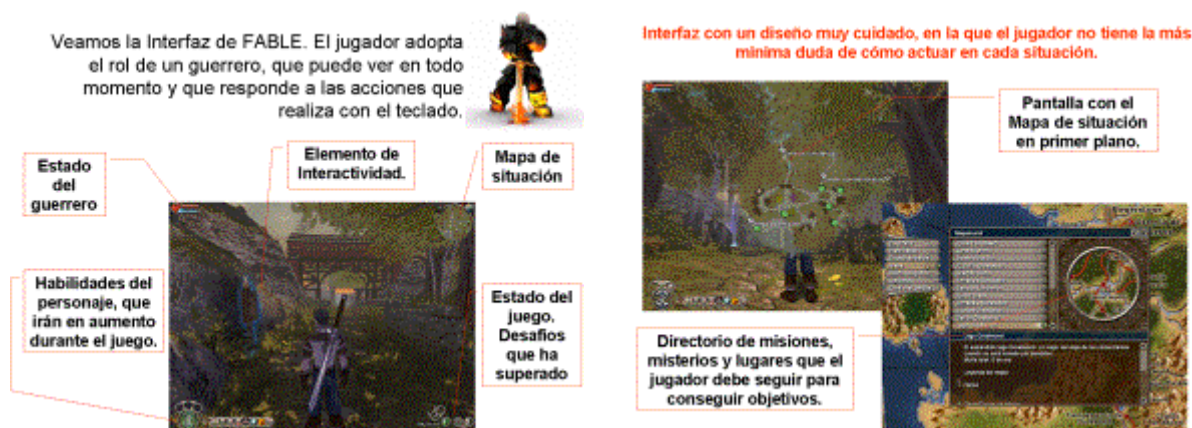 Veamos la Interfaz de FABLE. El jugador adopta
el rol de un guerrero, que puede ver en todo
momento y que responde a las acciones que
realiza con el teclado.
Estado
del
guerrero
Elemento de
Interactividad.
Mapa de
situación
Habilidades del
personaje, que
irán en aumento
durante el juego.
Estado del
juego.
Desafíos
que ha
superado
Interfaz con un diseño muy cuidado, en la que el jugador no tiene la más
mínima duda de cómo actuar en cada situación.
Pantalla con el
Mapa de situación
en primer plano.
Directorio de misiones,
misterios y lugares que el
jugador debe seguir para
conseguir objetivos.